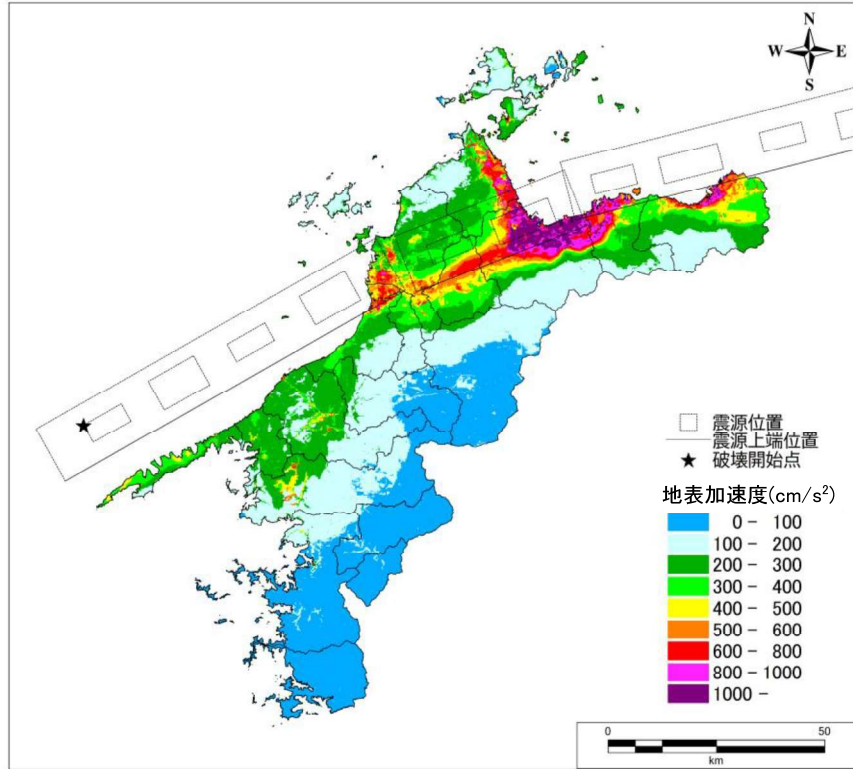 N
W E
S
震源位置
震源上端位置
★ 破壊開始点
地表加速度(cm/s²)
0 − 100
100 − 200
200 − 300
300 − 400
400 − 500
500 − 600
600 − 800
800 − 1000
1000 −
0 50
km